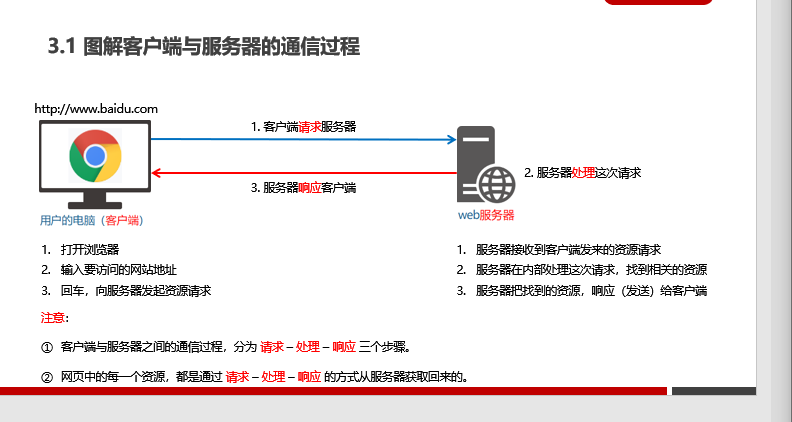 3.1 图解客户端与服务器的通信过程
http://www.baidu.com
1. 客户端请求服务器
2. 服务器处理这次请求
3. 服务器响应客户端
用户的电脑（客户端）
web服务器
1. 打开浏览器
2. 输入要访问的网站地址
3. 回车，向服务器发起资源请求
1. 服务器接收到客户端发来的资源请求
2. 服务器在内部处理这次请求，找到相关的资源
3. 服务器把找到的资源，响应（发送）给客户端
注意：
① 客户端与服务器之间的通信过程，分为 请求 – 处理 – 响应 三个步骤。
② 网页中的每一个资源，都是通过 请求 – 处理 – 响应 的方式从服务器获取回来的。